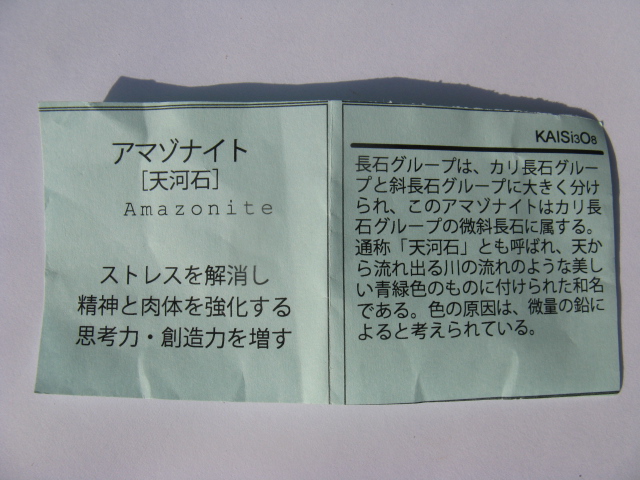 アマゾナイト
[天河石]
Amazonite
ストレスを解消し
精神と肉体を強化する
思考力・創造力を増す
KAlSi3O8
長石グループは、カリ長石グルー
プと斜長石グループに大きく分け
られ、このアマゾナイトはカリ長
石グループの微斜長石に属する。
通称「天河石」とも呼ばれ、天か
ら流れ出る川の流れのような美し
い青緑色のものに付けられた和名
である。色の原因は、微量の鉛に
よると考えられている。